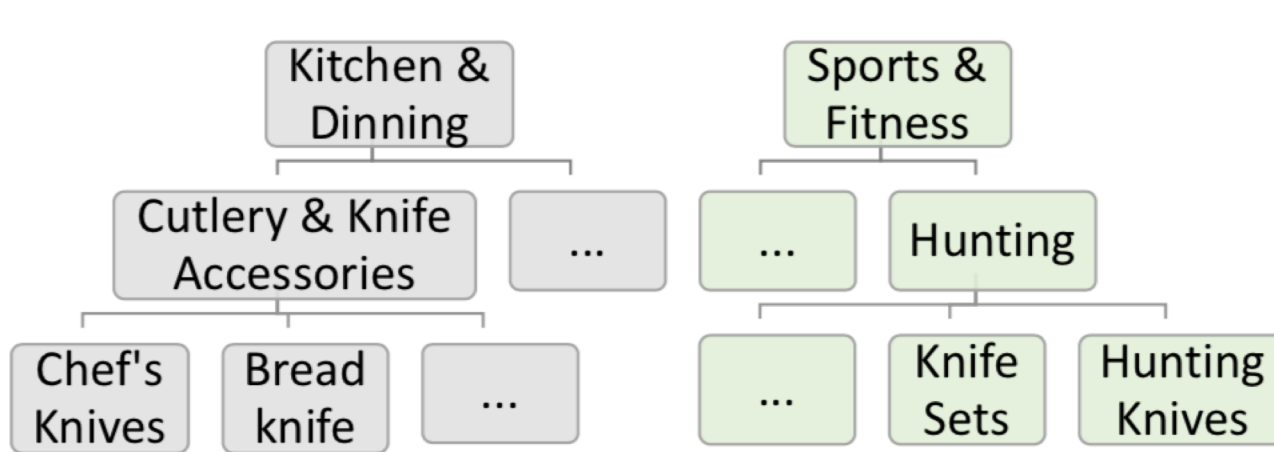 Kitchen &
Dinning
Sports &
Fitness
Cutlery & Knife
Accessories
...
...
Hunting
Chef's
Knives
Bread
knife
...
...
Knife
Sets
Hunting
Knives